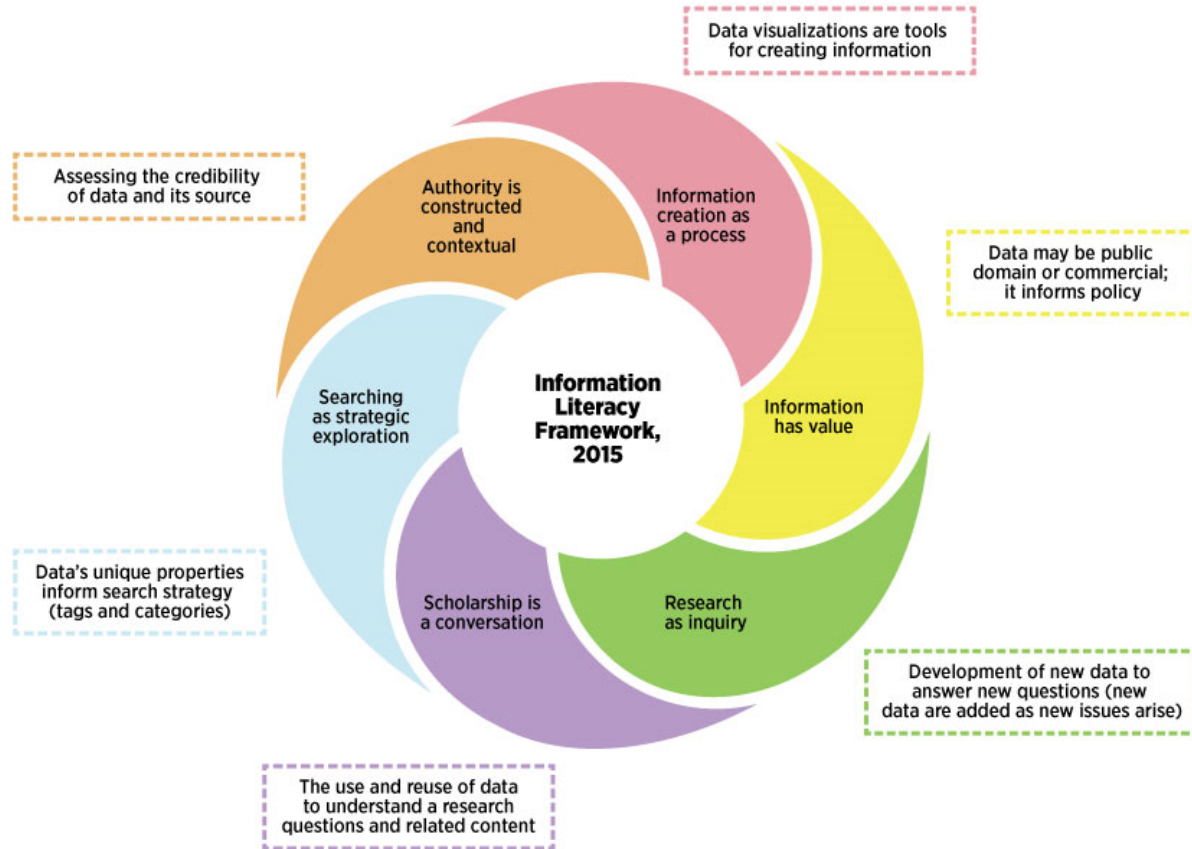 Data visualizations are tools
for creating information
Assessing the credibility
of data and its source
Authority is
constructed
and
contextual
Information
creation as
a process
Data may be public
domain or commercial;
it informs policy
Searching
as strategic
exploration
Information
Literacy
Framework,
2015
Information
has value
Data’s unique properties
inform search strategy
(tags and categories)
Scholarship is
a conversation
Research
as inquiry
Development of new data to
answer new questions (new
data are added as new issues arise)
The use and reuse of data
to understand a research
questions and related content